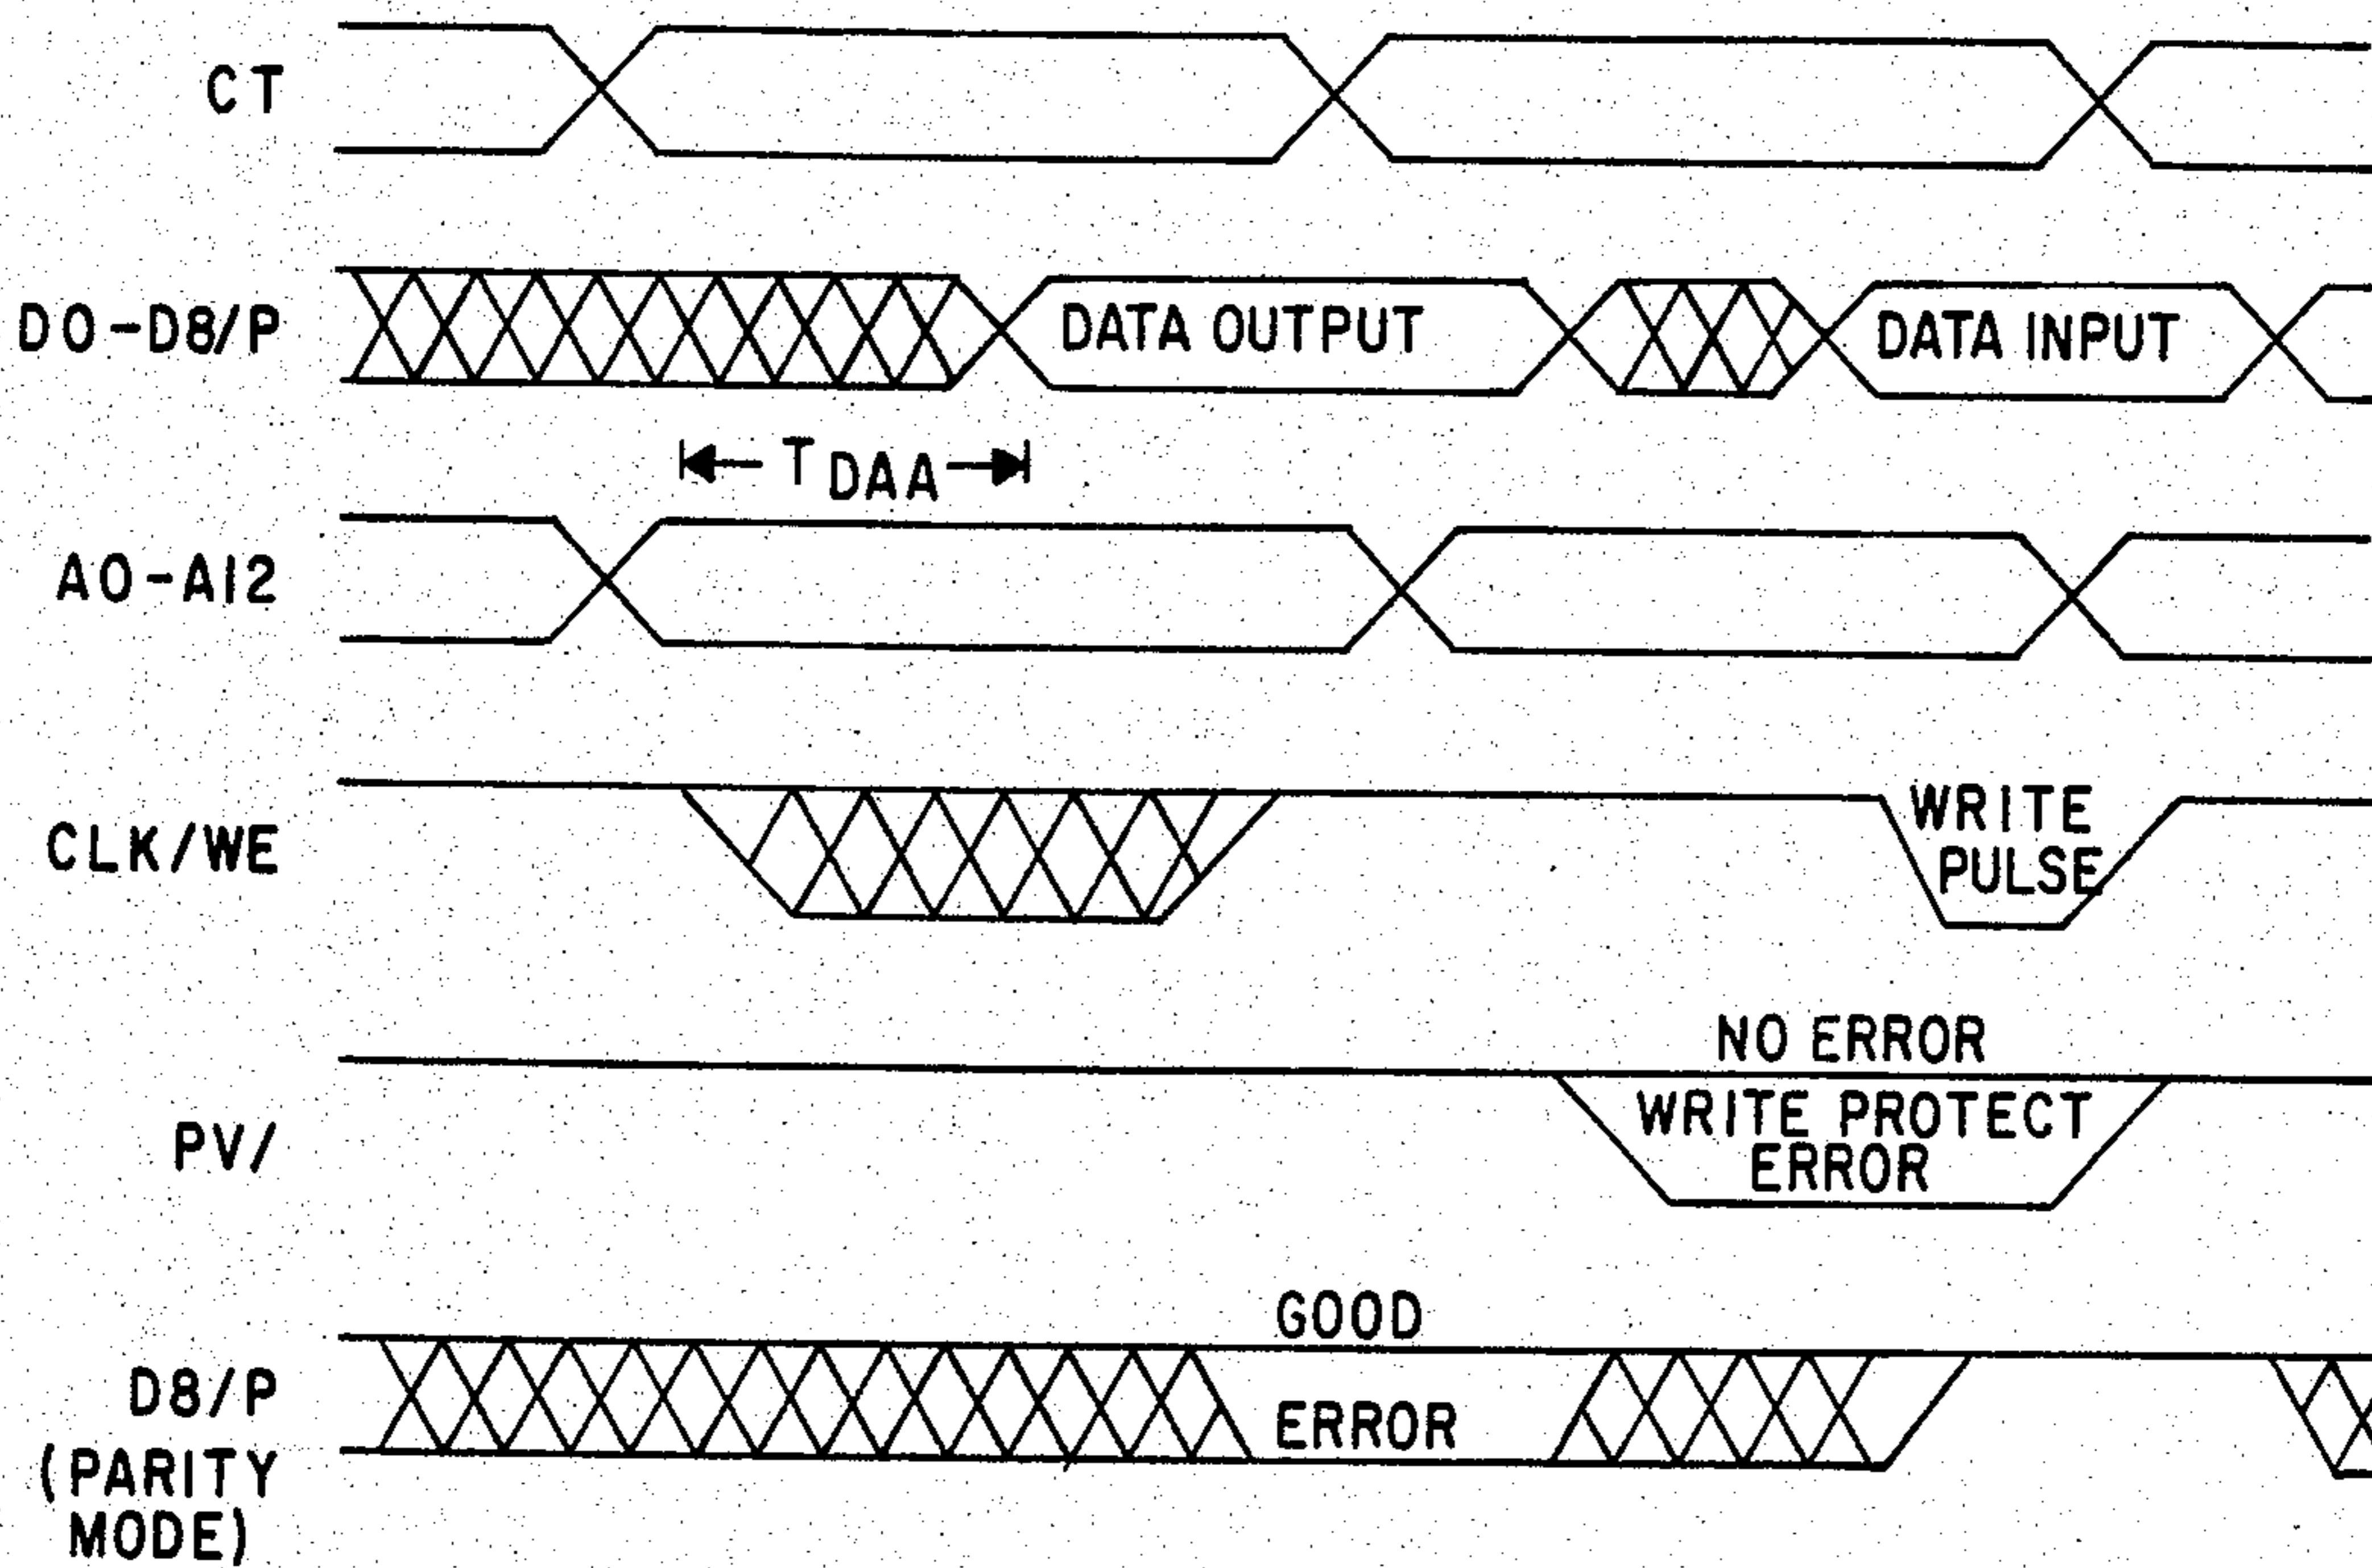 CT
D0-D8/P
DATA OUTPUT
DATA INPUT
T DAA
A0-A12
CLK/WE
WRITE
PULSE
NO ERROR
PV/
WRITE PROTECT
ERROR
GOOD
D8/P
ERROR
(PARITY
MODE)